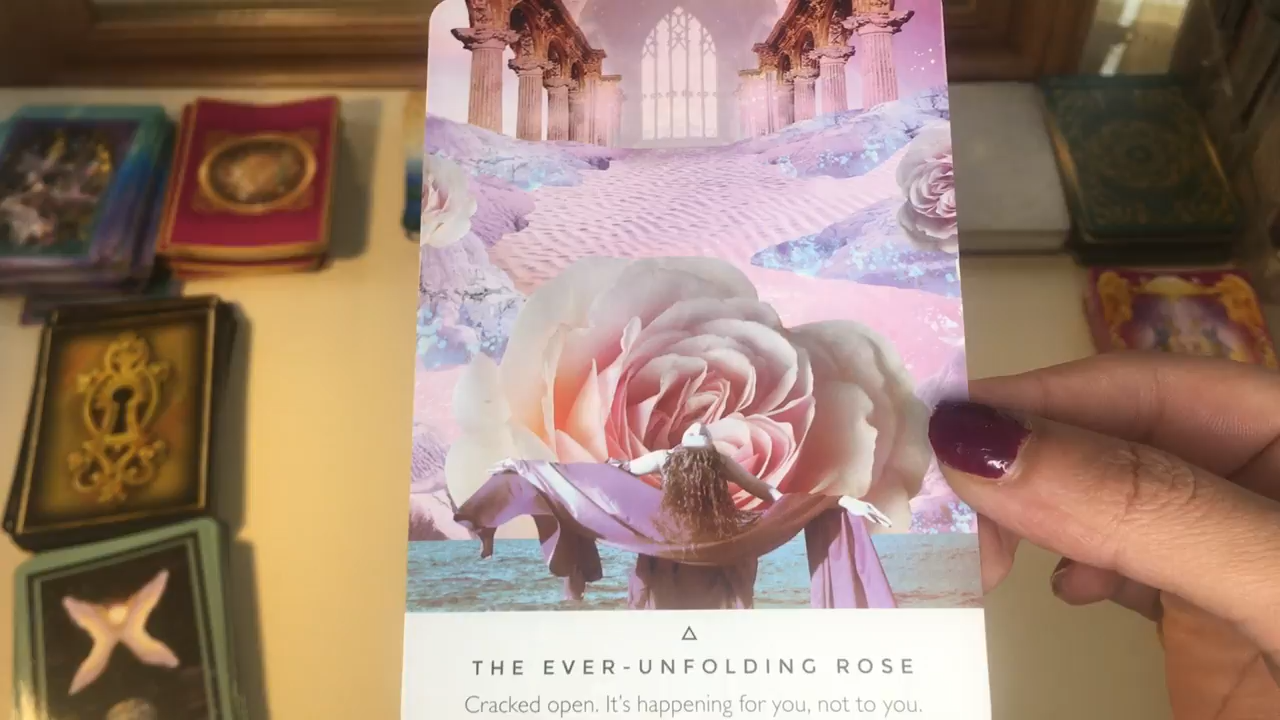 THE EVER-UNFOLDING ROSE
Cracked open. It's happening for you, not to you.